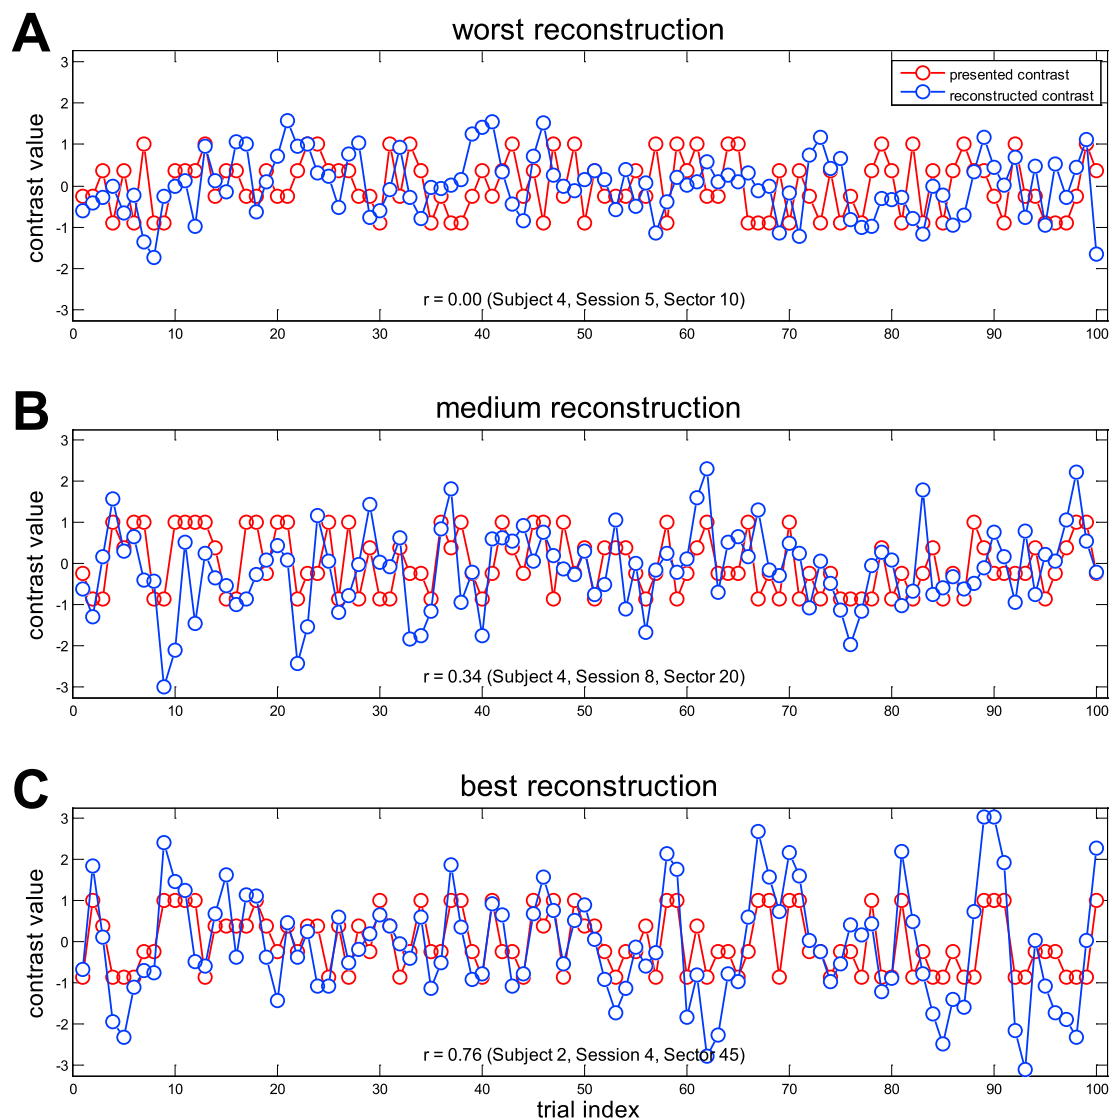 A
worst reconstruction
contrast value
3
2
1
0
-1
-2
-3
presented contrast
reconstructed contrast
r = 0.00 (Subject 4, Session 5, Sector 10)
0 10 20 30 40 50 60 70 80 90 100
B
medium reconstruction
contrast value
3
2
1
0
-1
-2
-3
r = 0.34 (Subject 4, Session 8, Sector 20)
0 10 20 30 40 50 60 70 80 90 100
C
best reconstruction
contrast value
3
2
1
0
-1
-2
-3
r = 0.76 (Subject 2, Session 4, Sector 45)
0 10 20 30 40 50 60 70 80 90 100
trial index